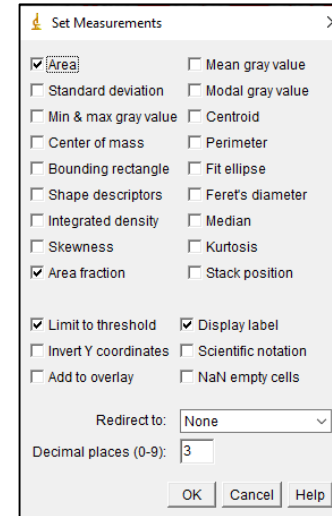 Set Measurements
Area Mean gray value
Standard deviation Modal gray value
Min & max gray value Centroid
Center of mass Perimeter
Bounding rectangle Fit ellipse
Shape descriptors Feret's diameter
Integrated density Median
Skewness Kurtosis
Area fraction Stack position
Limit to threshold Display label
Invert Y coordinates Scientific notation
Add to overlay NaN empty cells
Redirect to: None
Decimal places (0-9): 3
OK Cancel Help